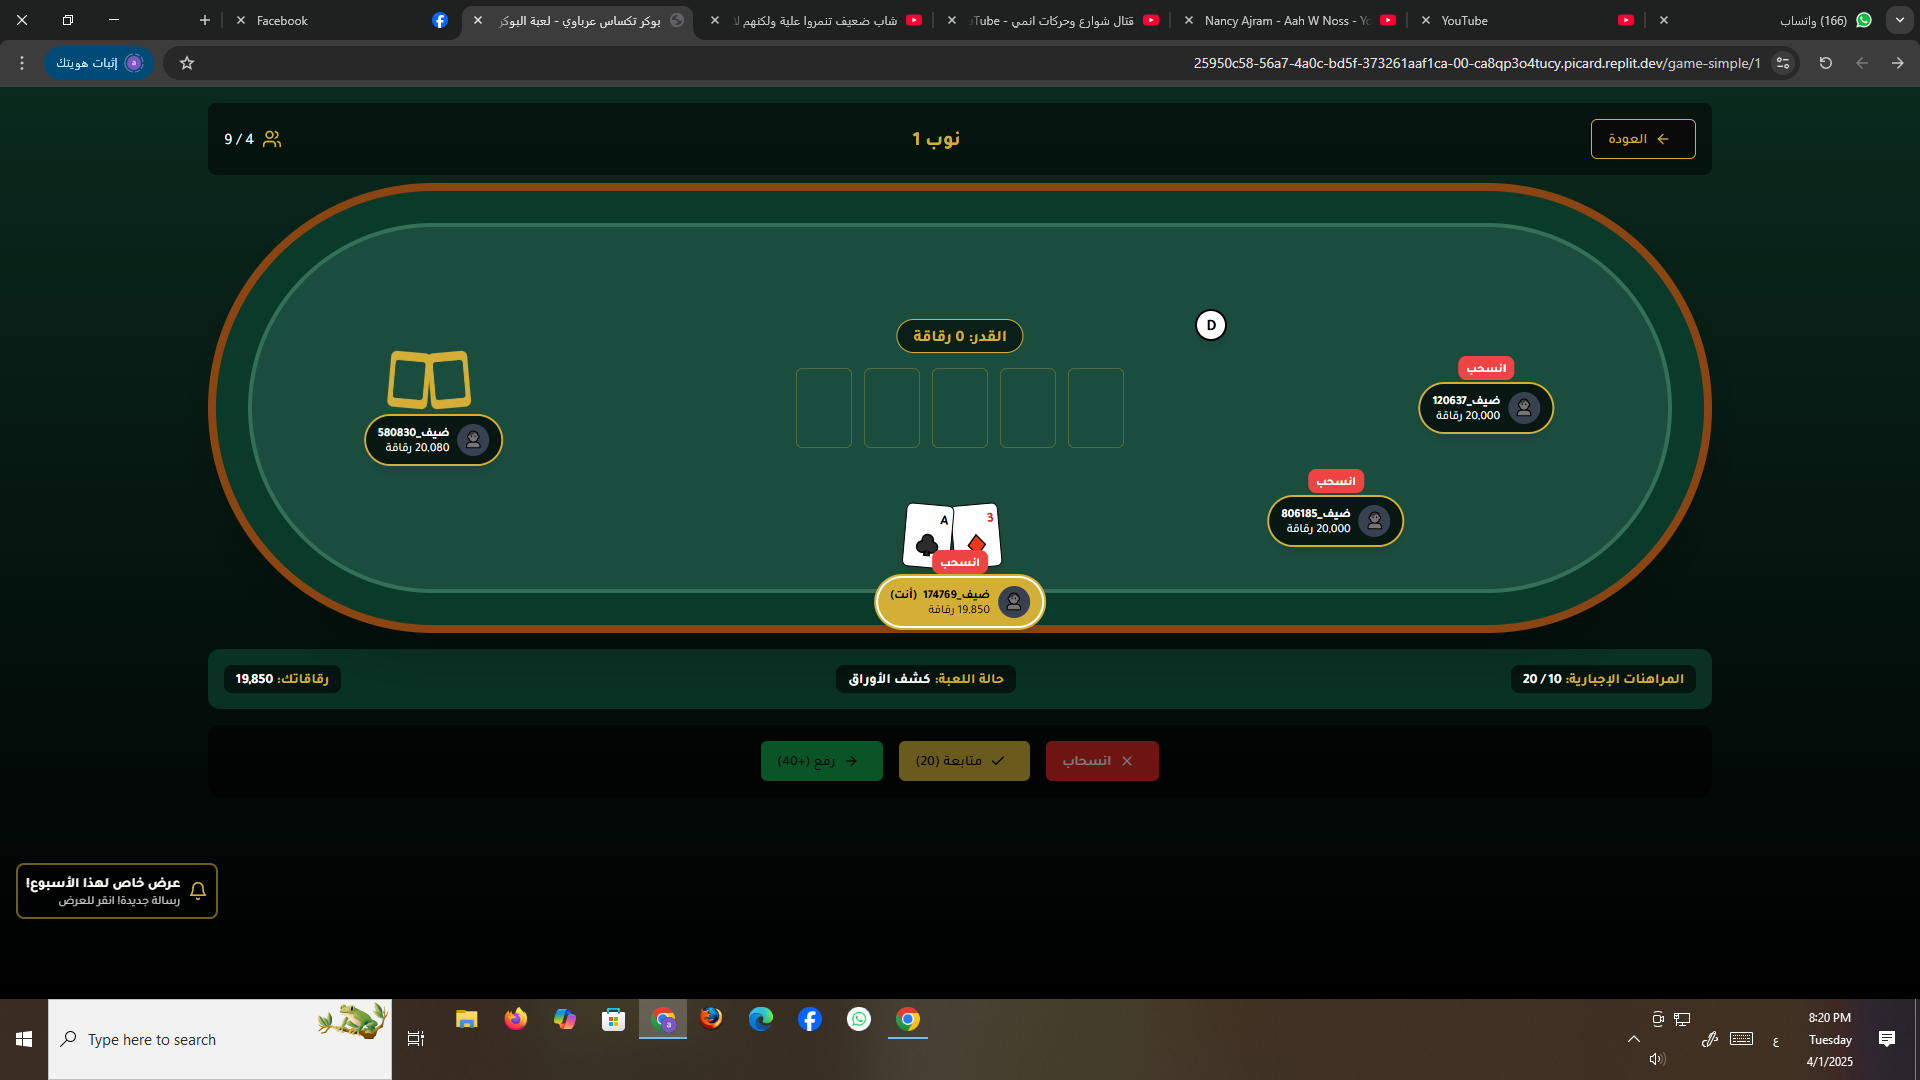 Facebook
بوكر تكساس عرباوي - لعبة البوكر
شاب ضعيف تنمروا علية ولكنهم لا
قتال شوارع وحركات انمي - YouTube
Nancy Ajram - Aah W Noss - Yo
YouTube
(166) واتساب
إثبات هويتك
25950c58-56a7-4a0c-bd5f-373261aaf1ca-00-ca8qp3o4tucy.picard.replit.dev/game-simple/1
العودة
نوب 1
9 / 4
D
القدر: 0 رقاقة
انسحب
ضيف_120637
20,000 رقاقة
ضيف_580830
20,080 رقاقة
انسحب
ضيف_806185
20,000 رقاقة
A
3
انسحب
ضيف_174769 (أنت)
19,850 رقاقة
المراهنات الإجبارية: 10 / 20
حالة اللعبة: كشف الأوراق
رقاقاتك: 19,850
انسحاب
متابعة (20)
رفع (+40)
عرض خاص لهذا الأسبوع!
رسالة جديدة! انقر للعرض
Type here to search
a
ع
8:20 PM
Tuesday
4/1/2025